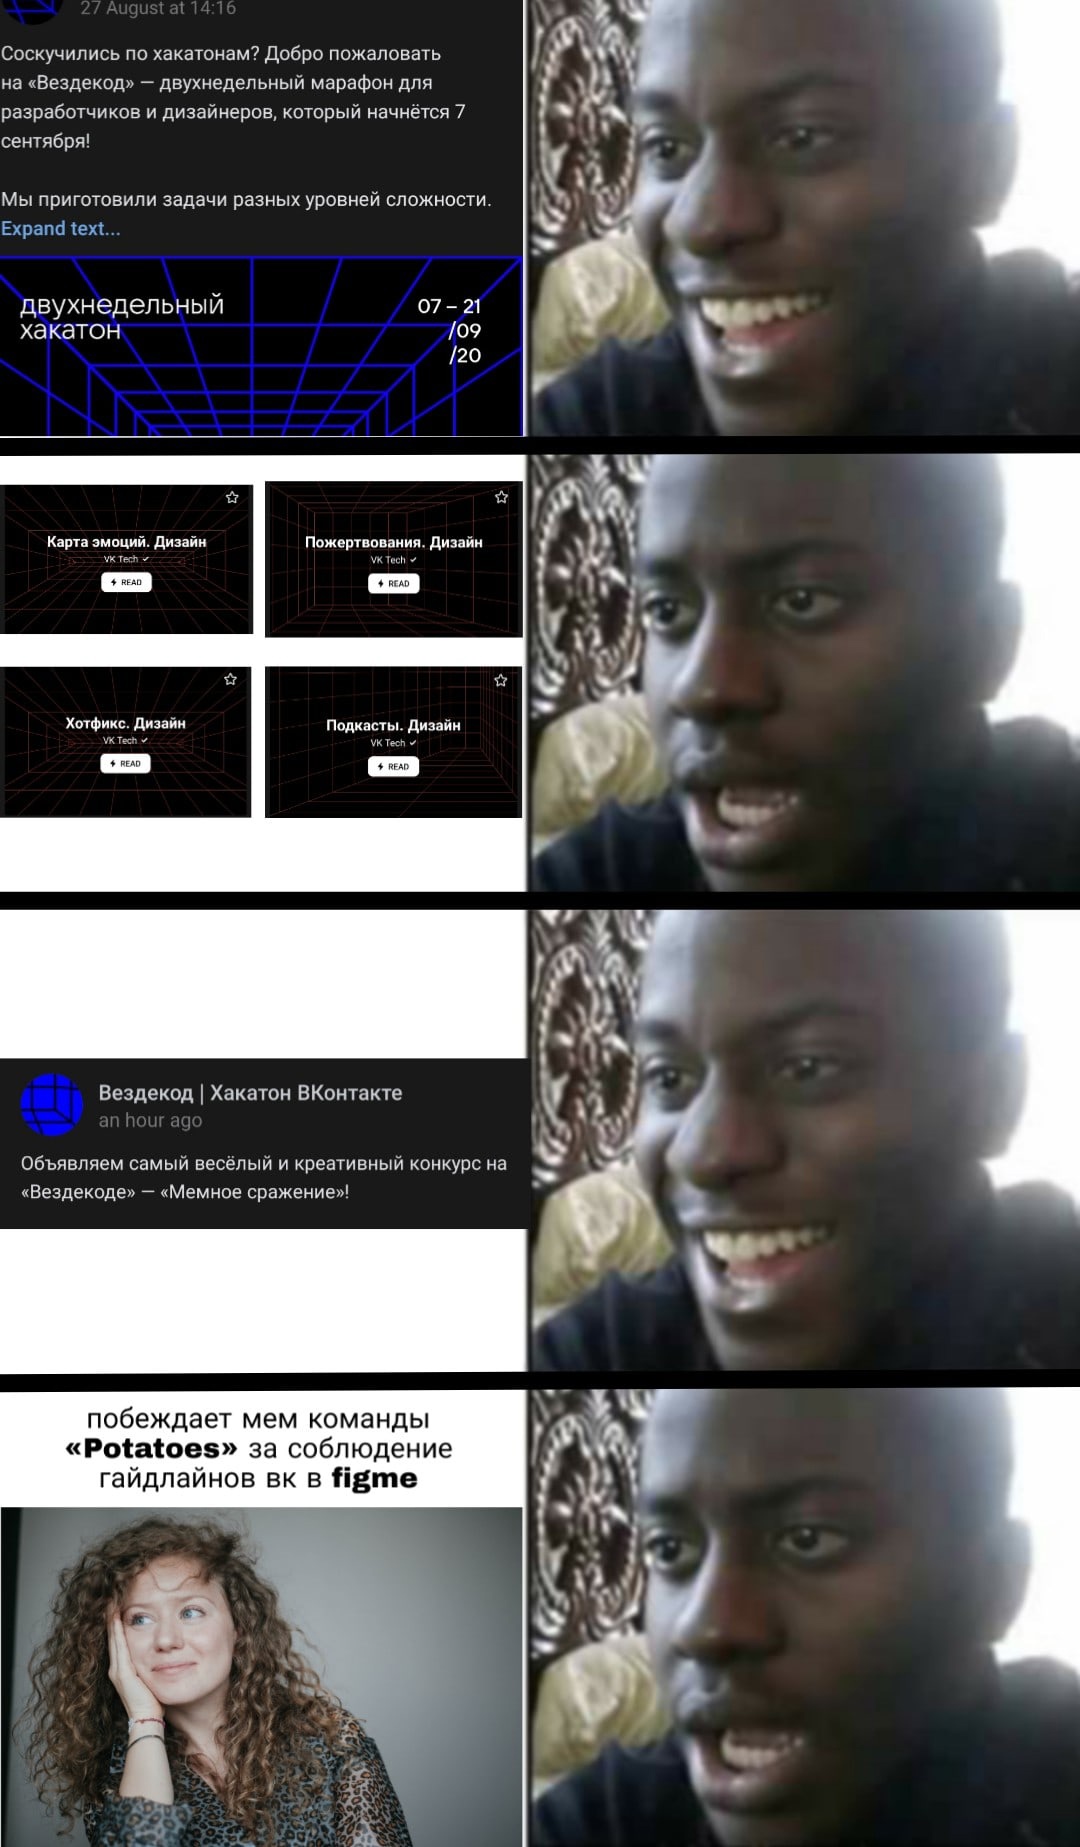 27 August at 14:16
Соскучились по хакатонам? Добро пожаловать
на «Вездекод» — двухнедельный марафон для
разработчиков и дизайнеров, который начнётся 7
сентября!
Мы приготовили задачи разных уровней сложности.
Expand text...
двухнедельный
хакатон
07 – 21
/09
/20
Карта эмоций. Дизайн
VK Tech
READ
Пожертвования. Дизайн
VK Tech
READ
Хотфикс. Дизайн
VK Tech
READ
Подкасты. Дизайн
VK Tech
READ
Вездекод | Хакатон ВКонтакте
an hour ago
Объявляем самый весёлый и креативный конкурс на
«Вездекоде» — «Мемное сражение»!
побеждает мем команды
«Potatoes» за соблюдение
гайдлайнов вк в figme